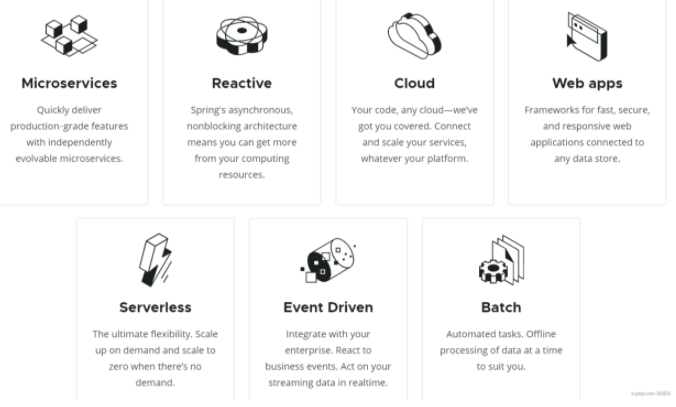 Microservices
Quickly deliver
production-grade features
with independently
evolvable microservices.
Reactive
Spring's asynchronous,
nonblocking architecture
means you can get more
from your computing
resources.
Cloud
Your code, any cloud—we've
got you covered. Connect
and scale your services,
whatever your platform.
Web apps
Frameworks for fast, secure,
and responsive web
applications connected to
any data store.
Serverless
The ultimate flexibility. Scale
up on demand and scale to
zero when there's no
demand.
Event Driven
Integrate with your
enterprise. React to
business events. Act on your
streaming data in realtime.
Batch
Automated tasks. Offline
processing of data at a time
to suit you.